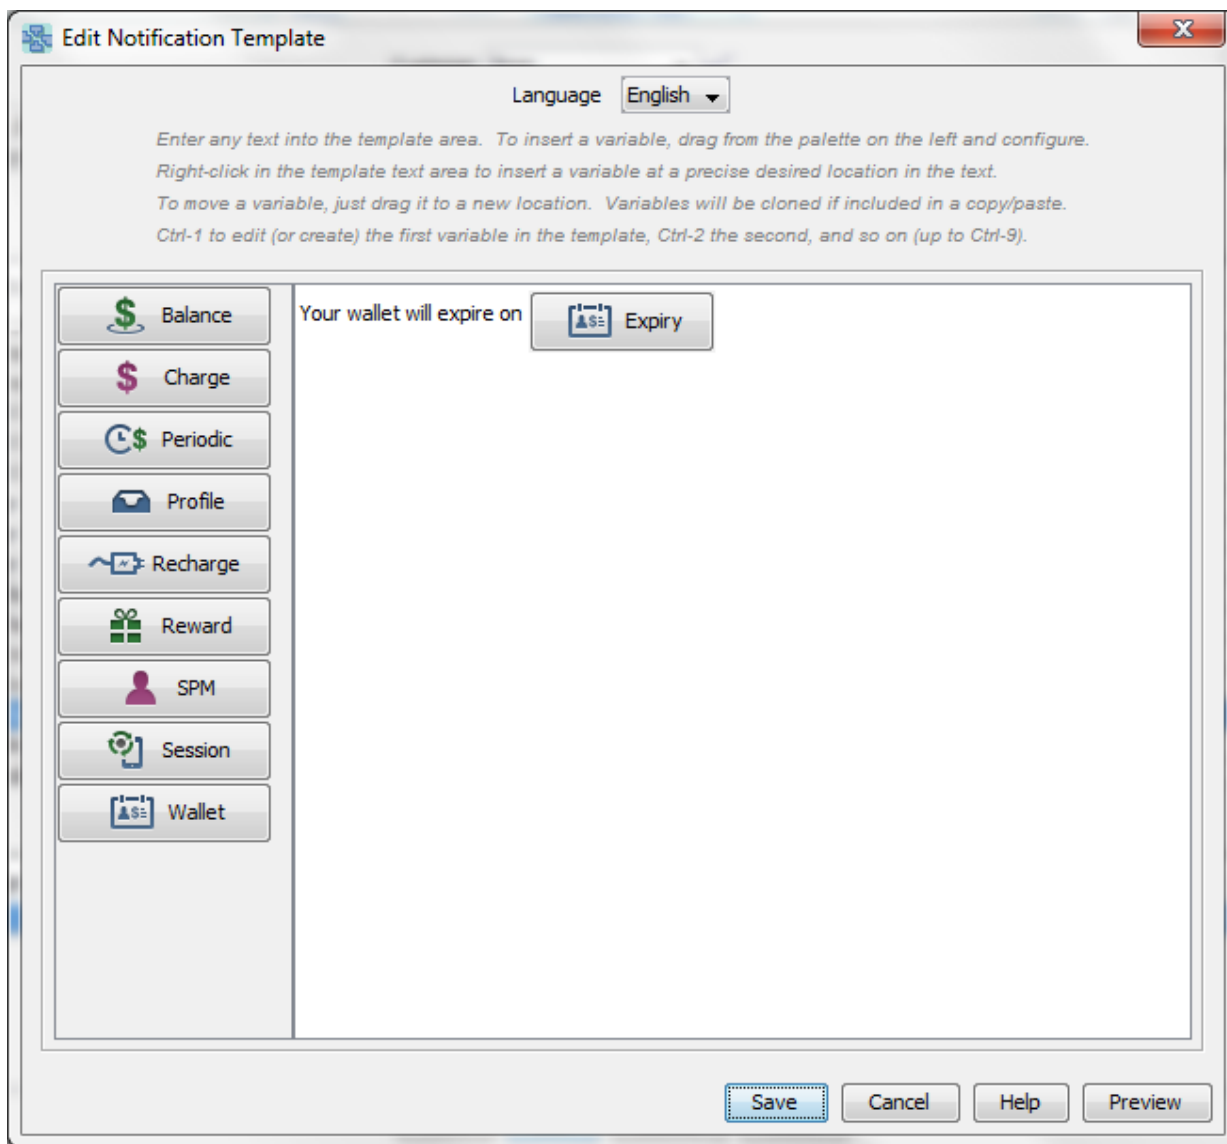 Edit Notification Template
X
Language English
Enter any text into the template area. To insert a variable, drag from the palette on the left and configure.
Right-click in the template text area to insert a variable at a precise desired location in the text.
To move a variable, just drag it to a new location. Variables will be cloned if included in a copy/paste.
Ctrl-1 to edit (or create) the first variable in the template, Ctrl-2 the second, and so on (up to Ctrl-9).
Balance
Charge
Periodic
Profile
Recharge
Reward
SPM
Session
Wallet
Your wallet will expire on Expiry
Save Cancel Help Preview